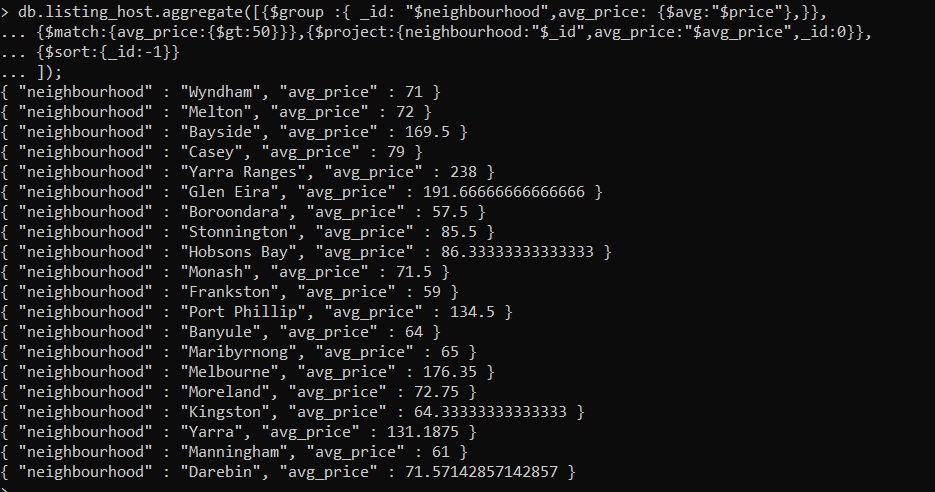 > db.listing_host.aggregate([{$group :{ _id: "$neighbourhood",avg_price: {$avg:"$price"},}},
... {$match:{avg_price:{$gt:50}}},{$project:{neighbourhood:"$_id",avg_price:"$avg_price",_id:0}},
... {$sort:{_id:-1}}
... ]);
{ "neighbourhood" : "Wyndham", "avg_price" : 71 }
{ "neighbourhood" : "Melton", "avg_price" : 72 }
{ "neighbourhood" : "Bayside", "avg_price" : 169.5 }
{ "neighbourhood" : "Casey", "avg_price" : 79 }
{ "neighbourhood" : "Yarra Ranges", "avg_price" : 238 }
{ "neighbourhood" : "Glen Eira", "avg_price" : 191.66666666666666 }
{ "neighbourhood" : "Boroondara", "avg_price" : 57.5 }
{ "neighbourhood" : "Stonnington", "avg_price" : 85.5 }
{ "neighbourhood" : "Hobsons Bay", "avg_price" : 86.33333333333333 }
{ "neighbourhood" : "Monash", "avg_price" : 71.5 }
{ "neighbourhood" : "Frankston", "avg_price" : 59 }
{ "neighbourhood" : "Port Phillip", "avg_price" : 134.5 }
{ "neighbourhood" : "Banyule", "avg_price" : 64 }
{ "neighbourhood" : "Maribyrnong", "avg_price" : 65 }
{ "neighbourhood" : "Melbourne", "avg_price" : 176.35 }
{ "neighbourhood" : "Moreland", "avg_price" : 72.75 }
{ "neighbourhood" : "Kingston", "avg_price" : 64.33333333333333 }
{ "neighbourhood" : "Yarra", "avg_price" : 131.1875 }
{ "neighbourhood" : "Manningham", "avg_price" : 61 }
{ "neighbourhood" : "Darebin", "avg_price" : 71.57142857142857 }
>